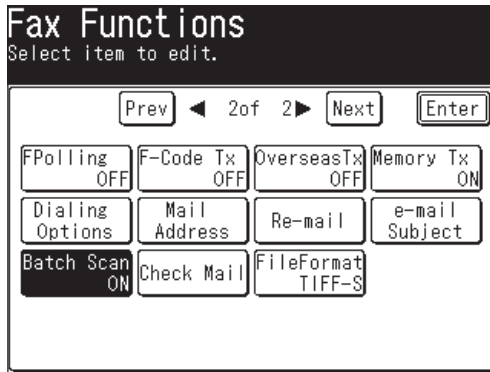 Fax Functions
Select item to edit.
Prev ◀ 2of 2▶ Next Enter
FPolling OFF
F-Code Tx OFF
OverseasTx OFF
Memory Tx ON
Dialing Options
Mail Address
Re-mail
e-mail Subject
Batch Scan ON
Check Mail
FileFormat TIFF-S